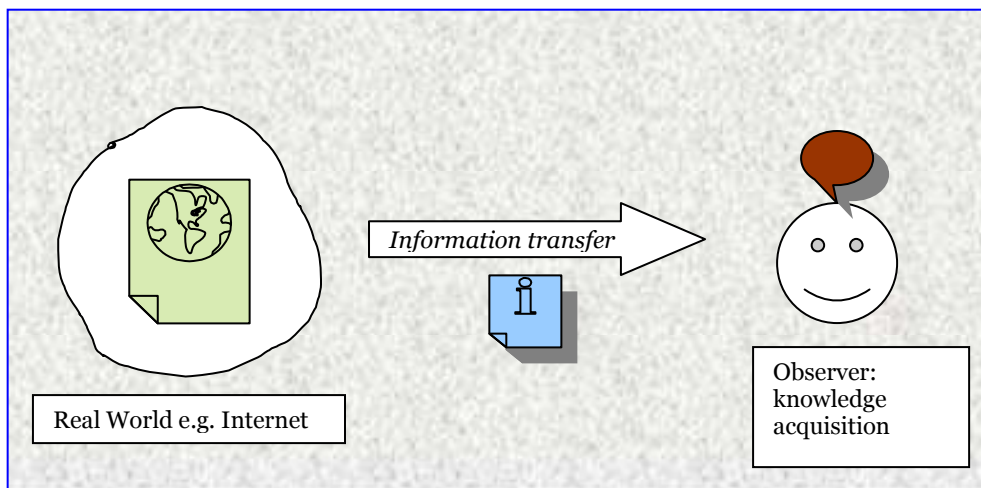 Information transfer
i
Real World e.g. Internet
Observer:
knowledge
acquisition